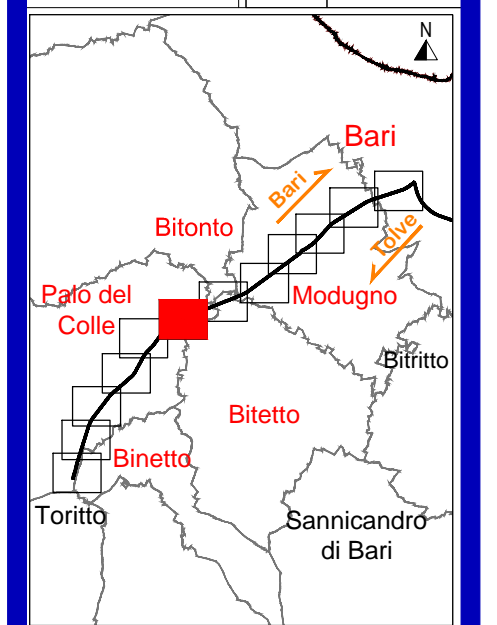 N
Bari
Bari
Bitonto
Tolve
Palo del
Colle
Modugno
Bitritto
Bitetto
Binetto
Toritto
Sannicandro
di Bari